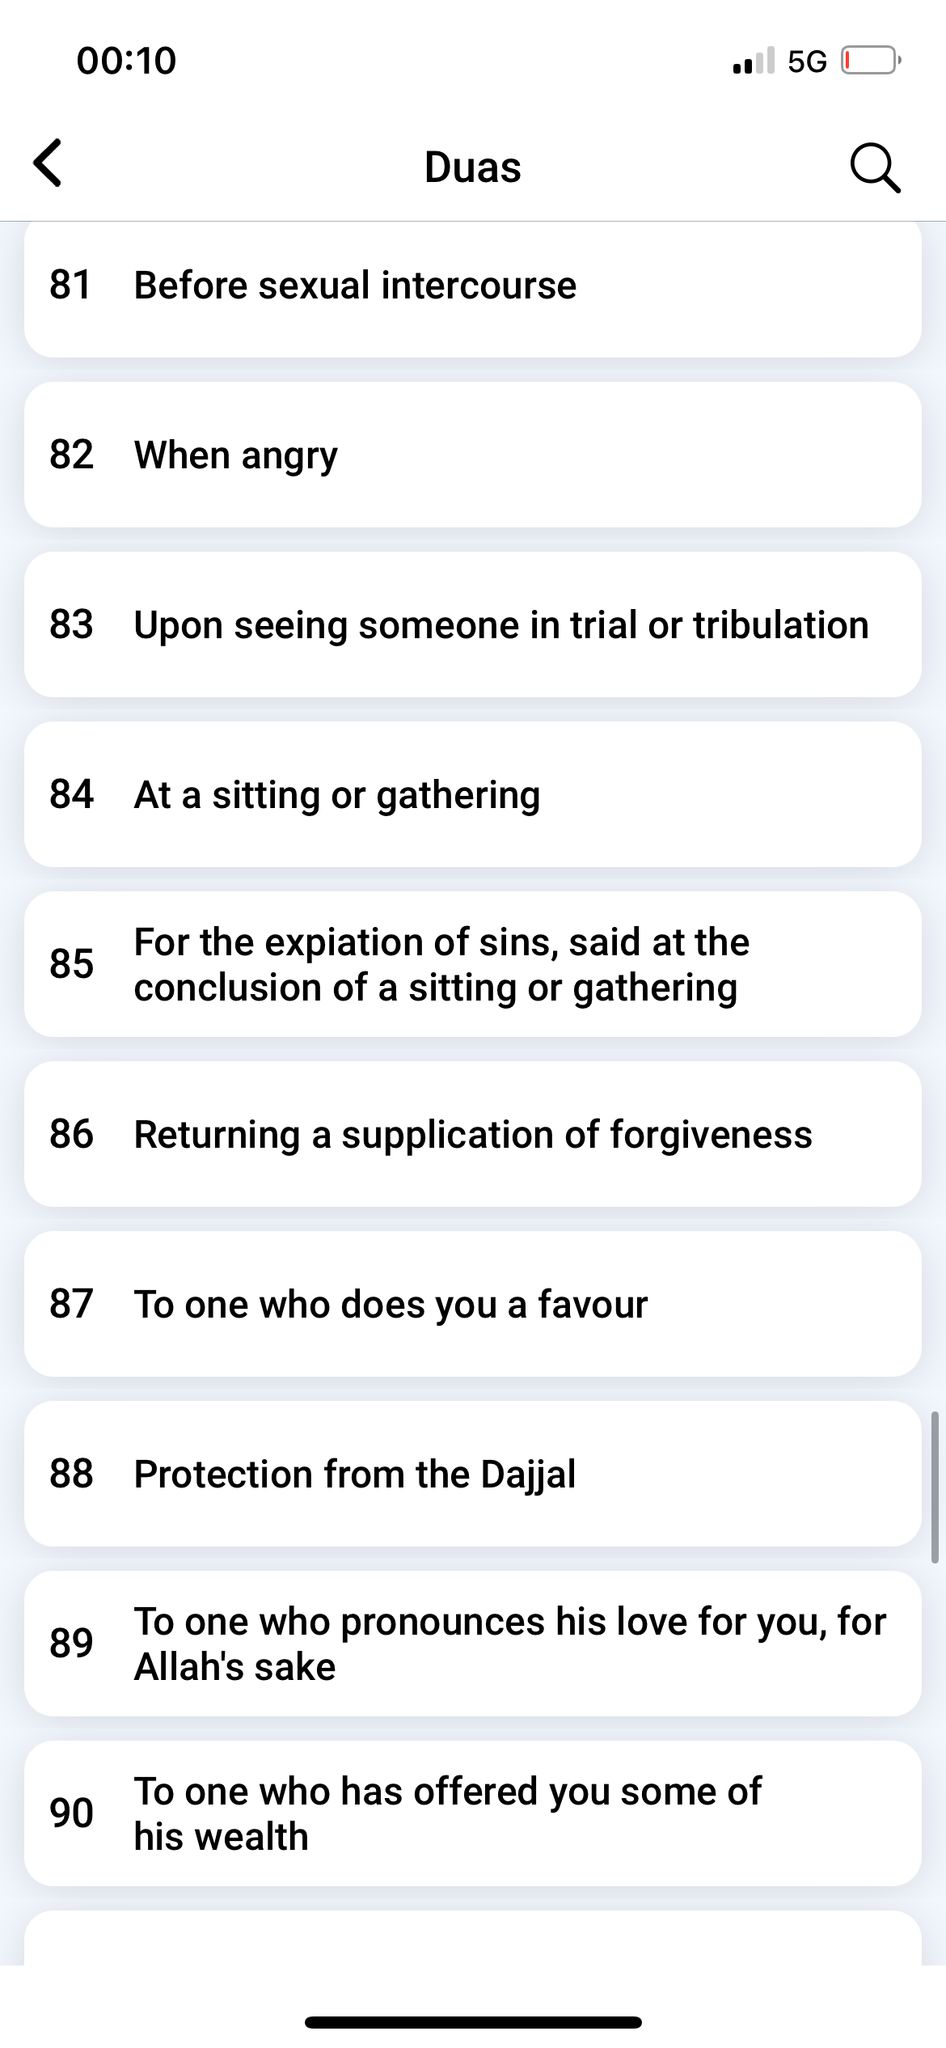 00:10
5G
Duas
81 Before sexual intercourse
82 When angry
83 Upon seeing someone in trial or tribulation
84 At a sitting or gathering
85 For the expiation of sins, said at the
conclusion of a sitting or gathering
86 Returning a supplication of forgiveness
87 To one who does you a favour
88 Protection from the Dajjal
89 To one who pronounces his love for you, for
Allah's sake
90 To one who has offered you some of
his wealth